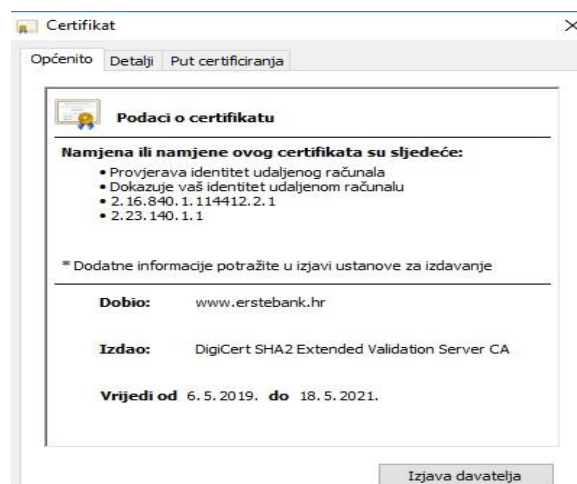 Certifikat
Općenito Detalji Put certificiranja
Podaci o certifikatu
Namjena ili namjene ovog certifikata su sljedeće:
• Provjerava identitet udaljenog računala
• Dokazuje vaš identitet udaljenom računalu
• 2.16.840.1.114412.2.1
• 2.23.140.1.1
* Dodatne informacije potražite u izjavi ustanove za izdavanje
Dobio: www.erstebank.hr
Izdao: DigiCert SHA2 Extended Validation Server CA
Vrijedi od 6.5.2019. do 18.5.2021.
Izjava davatelja